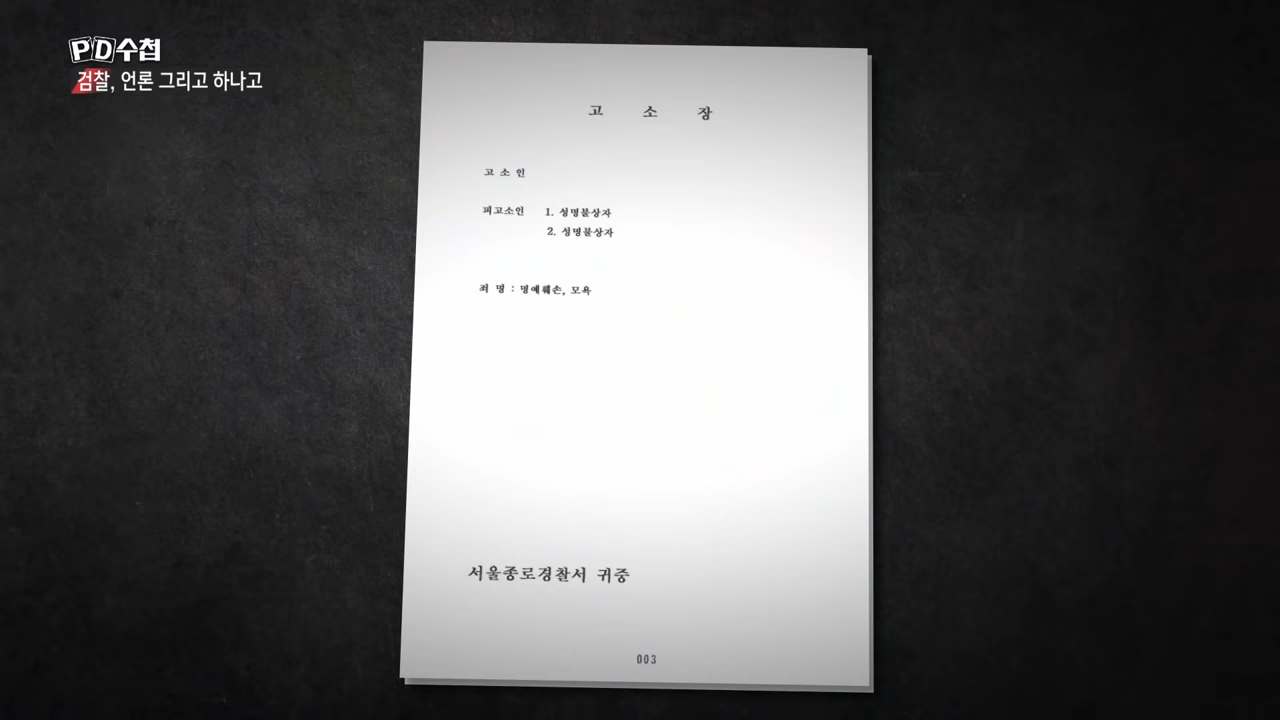 PD수첩
검찰, 언론 그리고 하나고
고 소 장
고 소 인
피고소인 1. 성명불상자
2. 성명불상자
죄 명 : 명예훼손, 모욕
서울종로경찰서 귀중
003